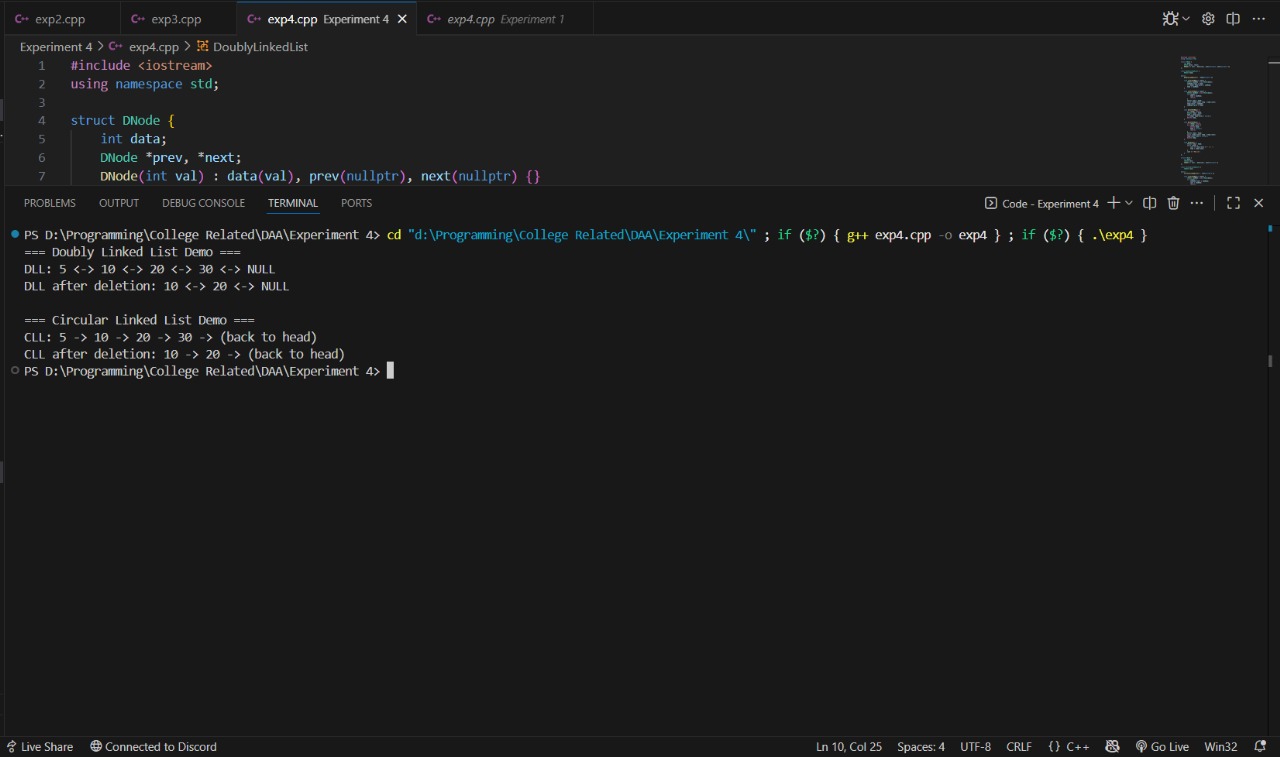 exp2.cpp exp3.cpp exp4.cpp Experiment 4 exp4.cpp Experiment 1
Experiment 4 > exp4.cpp > DoublyLinkedList
1 #include <iostream>
2 using namespace std;
3
4 struct DNode {
5 int data;
6 DNode *prev, *next;
7 DNode(int val) : data(val), prev(nullptr), next(nullptr) {}
PROBLEMS OUTPUT DEBUG CONSOLE TERMINAL PORTS Code - Experiment 4
PS D:\Programming\College Related\DAA\Experiment 4> cd "d:\Programming\College Related\DAA\Experiment 4\" ; if ($?) { g++ exp4.cpp -o exp4 } ; if ($?) { .\exp4 }
=== Doubly Linked List Demo ===
DLL: 5 <-> 10 <-> 20 <-> 30 <-> NULL
DLL after deletion: 10 <-> 20 <-> NULL
=== Circular Linked List Demo ===
CLL: 5 -> 10 -> 20 -> 30 -> (back to head)
CLL after deletion: 10 -> 20 -> (back to head)
PS D:\Programming\College Related\DAA\Experiment 4>
Live Share Connected to Discord Ln 10, Col 25 Spaces: 4 UTF-8 CRLF {} C++ Go Live Win32